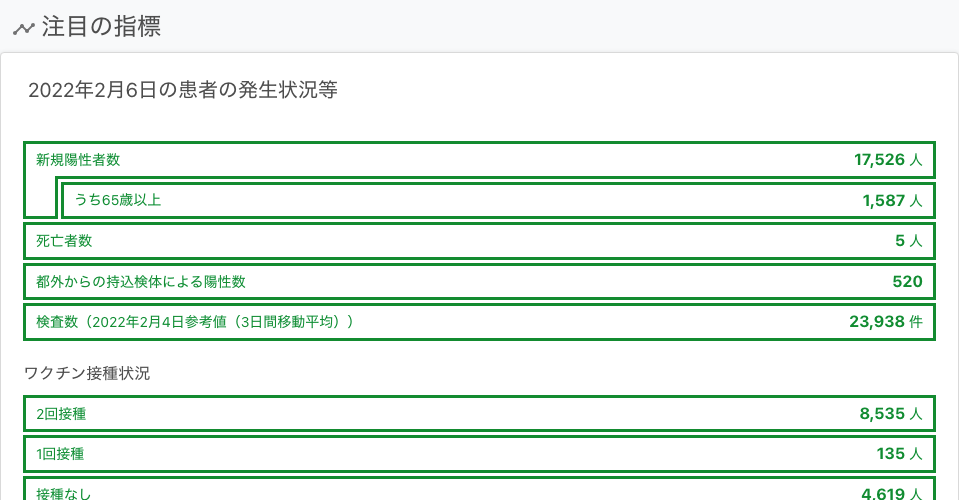 注目の指標
2022年2月6日の患者の発生状況等
新規陽性者数 17,526 人
うち65歳以上 1,587 人
死亡者数 5 人
都外からの持込検体による陽性数 520
検査数（2022年2月4日参考値（3日間移動平均）） 23,938 件
ワクチン接種状況
2回接種 8,535 人
1回接種 135 人
接種なし 4,619 人